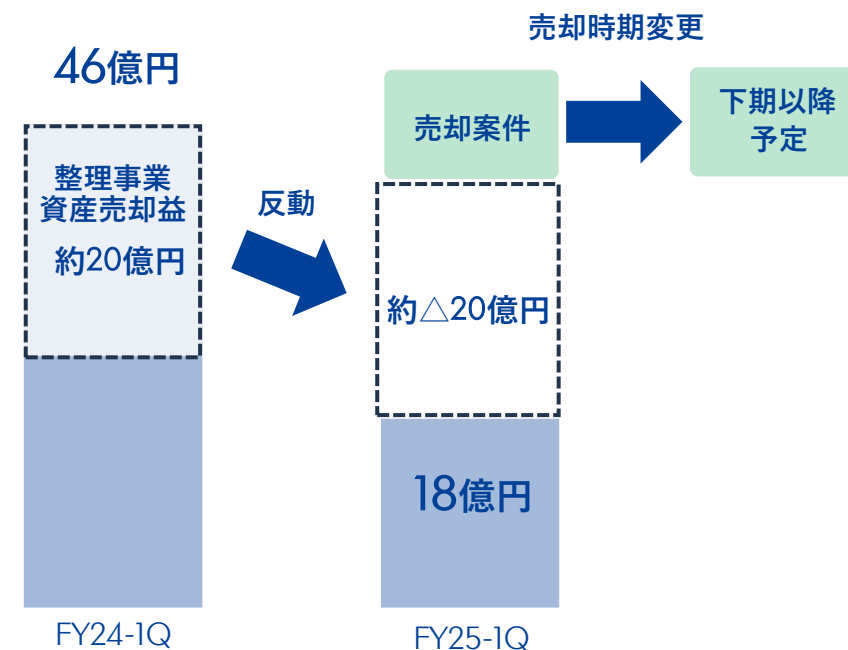 売却時期変更
46億円
売却案件
下期以降
予定
整理事業
資産売却益
約20億円
反動
約△20億円
18億円
FY24-1Q
FY25-1Q